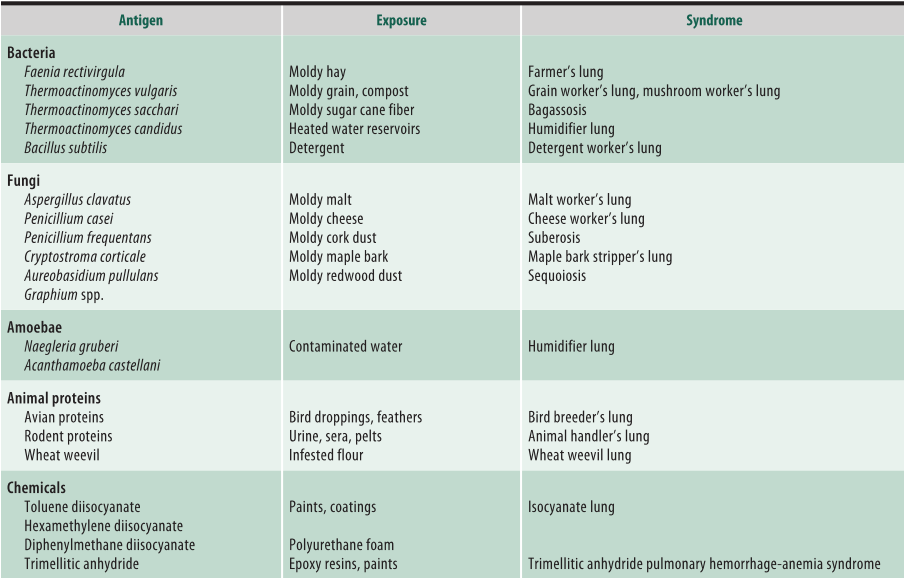 Antigen Exposure Syndrome
Bacteria
Faenia rectivirgula Moldy hay Farmer's lung
Thermoactinomyces vulgaris Moldy grain, compost Grain worker's lung, mushroom worker's lung
Thermoactinomyces sacchari Moldy sugar cane fiber Bagassosis
Thermoactinomyces candidus Heated water reservoirs Humidifier lung
Bacillus subtilis Detergent Detergent worker's lung
Fungi
Aspergillus clavatus Moldy malt Malt worker's lung
Penicillium casei Moldy cheese Cheese worker's lung
Penicillium frequentans Moldy cork dust Suberosis
Cryptostroma corticale Moldy maple bark Maple bark stripper's lung
Aureobasidium pullulans Moldy redwood dust Sequoiosis
Graphium spp.
Amoebae
Naegleria gruberi Contaminated water Humidifier lung
Acanthamoeba castellani
Animal proteins
Avian proteins Bird droppings, feathers Bird breeder's lung
Rodent proteins Urine, sera, pelts Animal handler's lung
Wheat weevil Infested flour Wheat weevil lung
Chemicals
Toluene diisocyanate Paints, coatings Isocyanate lung
Hexamethylene diisocyanate
Diphenylmethane diisocyanate Polyurethane foam
Trimellitic anhydride Epoxy resins, paints Trimellitic anhydride pulmonary hemorrhage-anemia syndrome